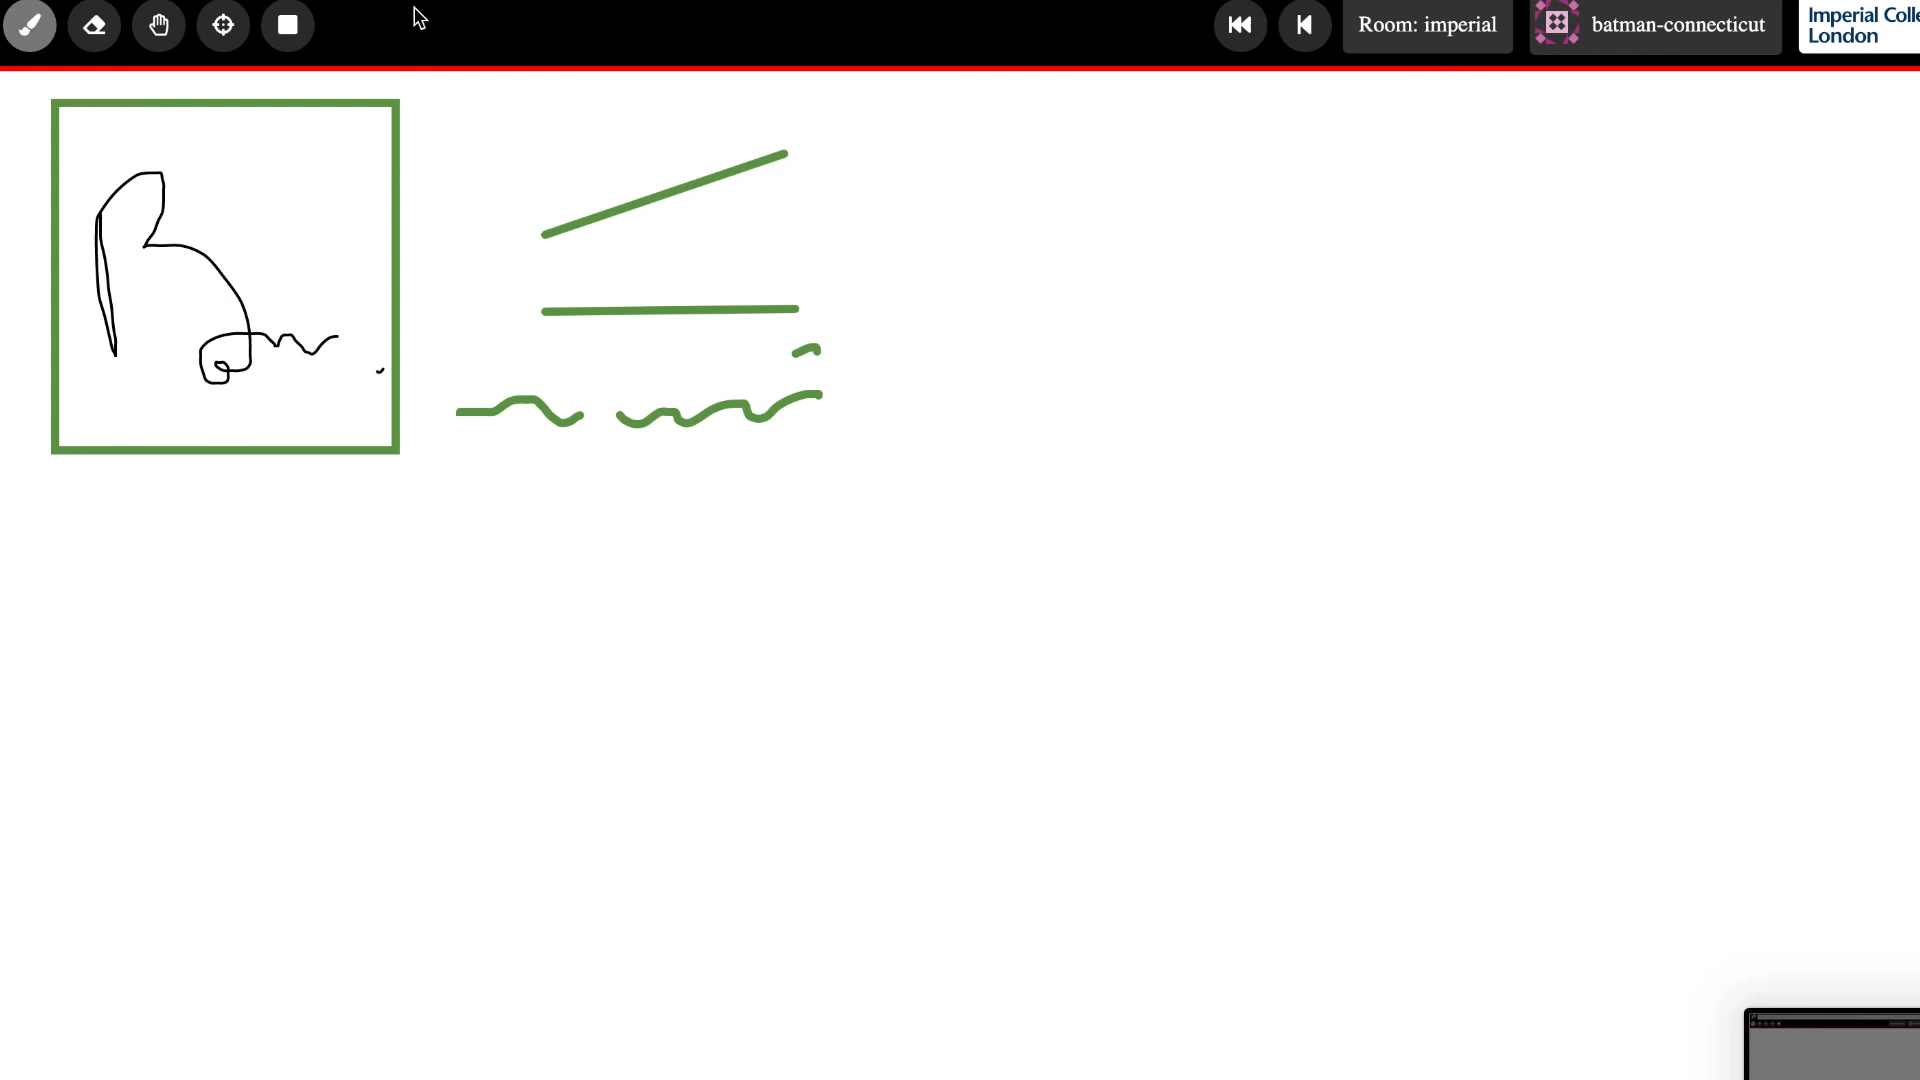 Room: imperial
batman-connecticut
Imperial Colle
London